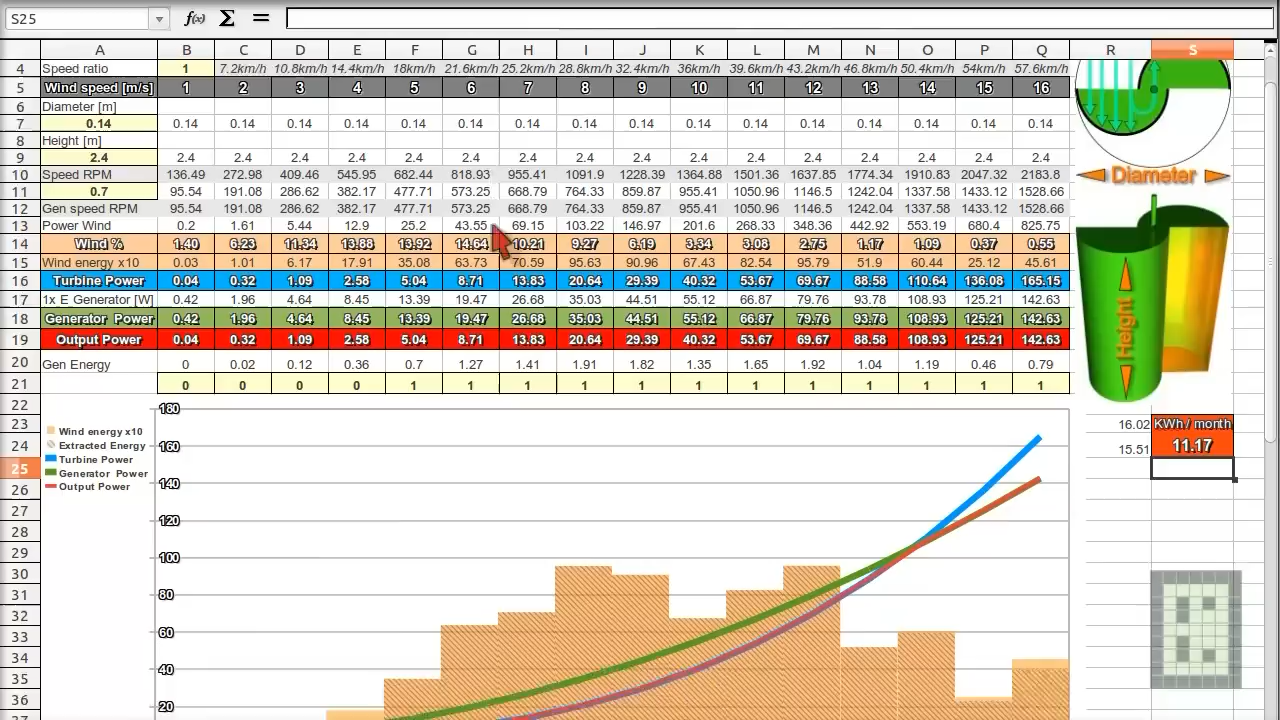 S25 f(x) Σ =
A B C D E F G H I J K L M N O P Q R S
4 Speed ratio 1 7.2km/h 10.8km/h 14.4km/h 18km/h 21.6km/h 25.2km/h 28.8km/h 32.4km/h 36km/h 39.6km/h 43.2km/h 46.8km/h 50.4km/h 54km/h 57.6km/h
5 Wind speed [m/s] 1 2 3 4 5 6 7 8 9 10 11 12 13 14 15 16
6 Diameter [m]
7 0.14 0.14 0.14 0.14 0.14 0.14 0.14 0.14 0.14 0.14 0.14 0.14 0.14 0.14 0.14 0.14 0.14
8 Height [m]
9 2.4 2.4 2.4 2.4 2.4 2.4 2.4 2.4 2.4 2.4 2.4 2.4 2.4 2.4 2.4 2.4 2.4
10 Speed RPM 136.49 272.98 409.46 545.95 682.44 818.93 955.41 1091.9 1228.39 1364.88 1501.36 1637.85 1774.34 1910.83 2047.32 2183.8
11 0.7 95.54 191.08 286.62 382.17 477.71 573.25 668.79 764.33 859.87 955.41 1050.96 1146.5 1242.04 1337.58 1433.12 1528.66
12 Gen speed RPM 95.54 191.08 286.62 382.17 477.71 573.25 668.79 764.33 859.87 955.41 1050.96 1146.5 1242.04 1337.58 1433.12 1528.66
13 Power Wind 0.2 1.61 5.44 12.9 25.2 43.55 69.15 103.22 146.97 201.6 268.33 348.36 442.92 553.19 680.4 825.75
14 Wind % 1.40 6.23 11.34 13.88 13.92 14.64 10.21 9.27 6.19 3.34 3.08 2.75 1.17 1.09 0.37 0.55
15 Wind energy x10 0.03 1.01 6.17 17.91 35.08 63.73 70.59 95.63 90.96 67.43 82.54 95.79 51.9 60.44 25.12 45.61
16 Turbine Power 0.04 0.32 1.09 2.58 5.04 8.71 13.83 20.64 29.39 40.32 53.67 69.67 88.58 110.64 136.08 165.15
17 1x E Generator [W] 0.42 1.96 4.64 8.45 13.39 19.47 26.68 35.03 44.51 55.12 66.87 79.76 93.78 108.93 125.21 142.63
18 Generator Power 0.42 1.96 4.64 8.45 13.39 19.47 26.68 35.03 44.51 55.12 66.87 79.76 93.78 108.93 125.21 142.63
19 Output Power 0.04 0.32 1.09 2.58 5.04 8.71 13.83 20.64 29.39 40.32 53.67 69.67 88.58 108.93 125.21 142.63
20 Gen Energy 0 0.02 0.12 0.36 0.7 1.27 1.41 1.91 1.82 1.35 1.65 1.92 1.04 1.19 0.46 0.79
21 0 0 0 0 1 1 1 1 1 1 1 1 1 1 1 1
Diameter
Height
22
23 16.02 KWh / month
24 15.51 11.17
25
26
27
28
29
30
31
32
33
34
35
36
Wind energy x10
Extracted Energy
Turbine Power
Generator Power
Output Power
180
160
140
120
100
80
60
40
20